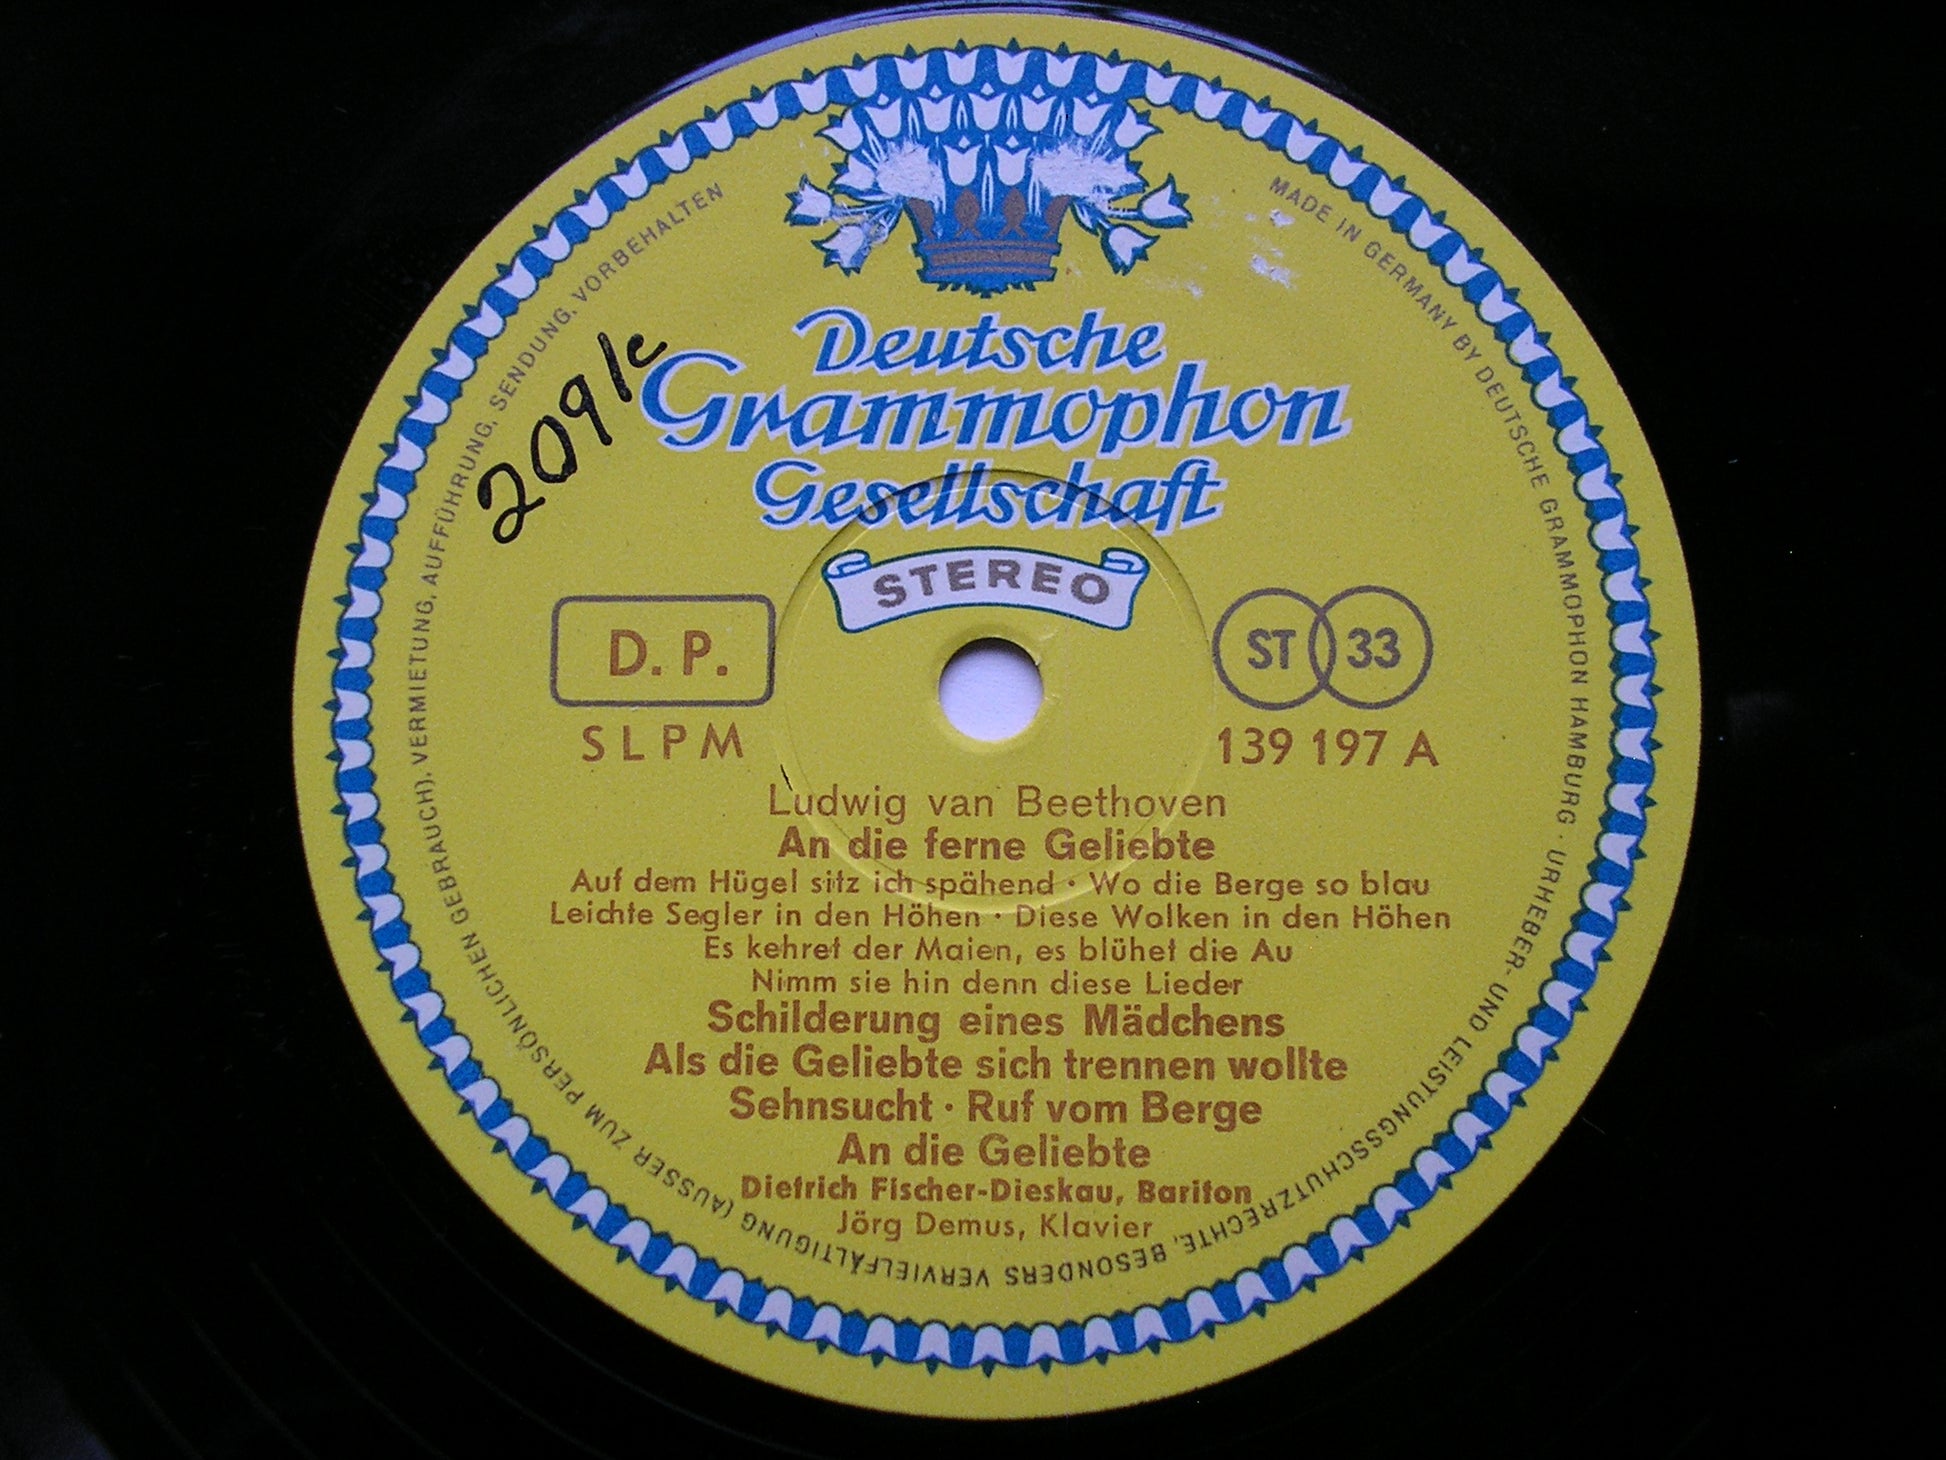 Deutsche
Grammophon
Gesellschaft
STEREO
2091c
D. P.
ST 33
SLPM
139 197 A
Ludwig van Beethoven
An die ferne Geliebte
Auf dem Hügel sitz ich spähend · Wo die Berge so blau
Leichte Segler in den Höhen · Diese Wolken in den Höhen
Es kehret der Maien, es blühet die Au
Nimm sie hin denn diese Lieder
Schilderung eines Mädchens
Als die Geliebte sich trennen wollte
Sehnsucht · Ruf vom Berge
An die Geliebte
Dietrich Fischer-Dieskau, Bariton
Jörg Demus, Klavier
MADE IN GERMANY BY DEUTSCHE GRAMMOPHON HAMBURG · URHEBER- UND LEISTUNGSSCHUTZRECHTE, BESONDERS VERVIELFÄLTIGUNG (AUSSER ZUM PERSÖNLICHEN GEBRAUCH), VERMIETUNG, AUFFÜHRUNG, SENDUNG, VORBEHALTEN